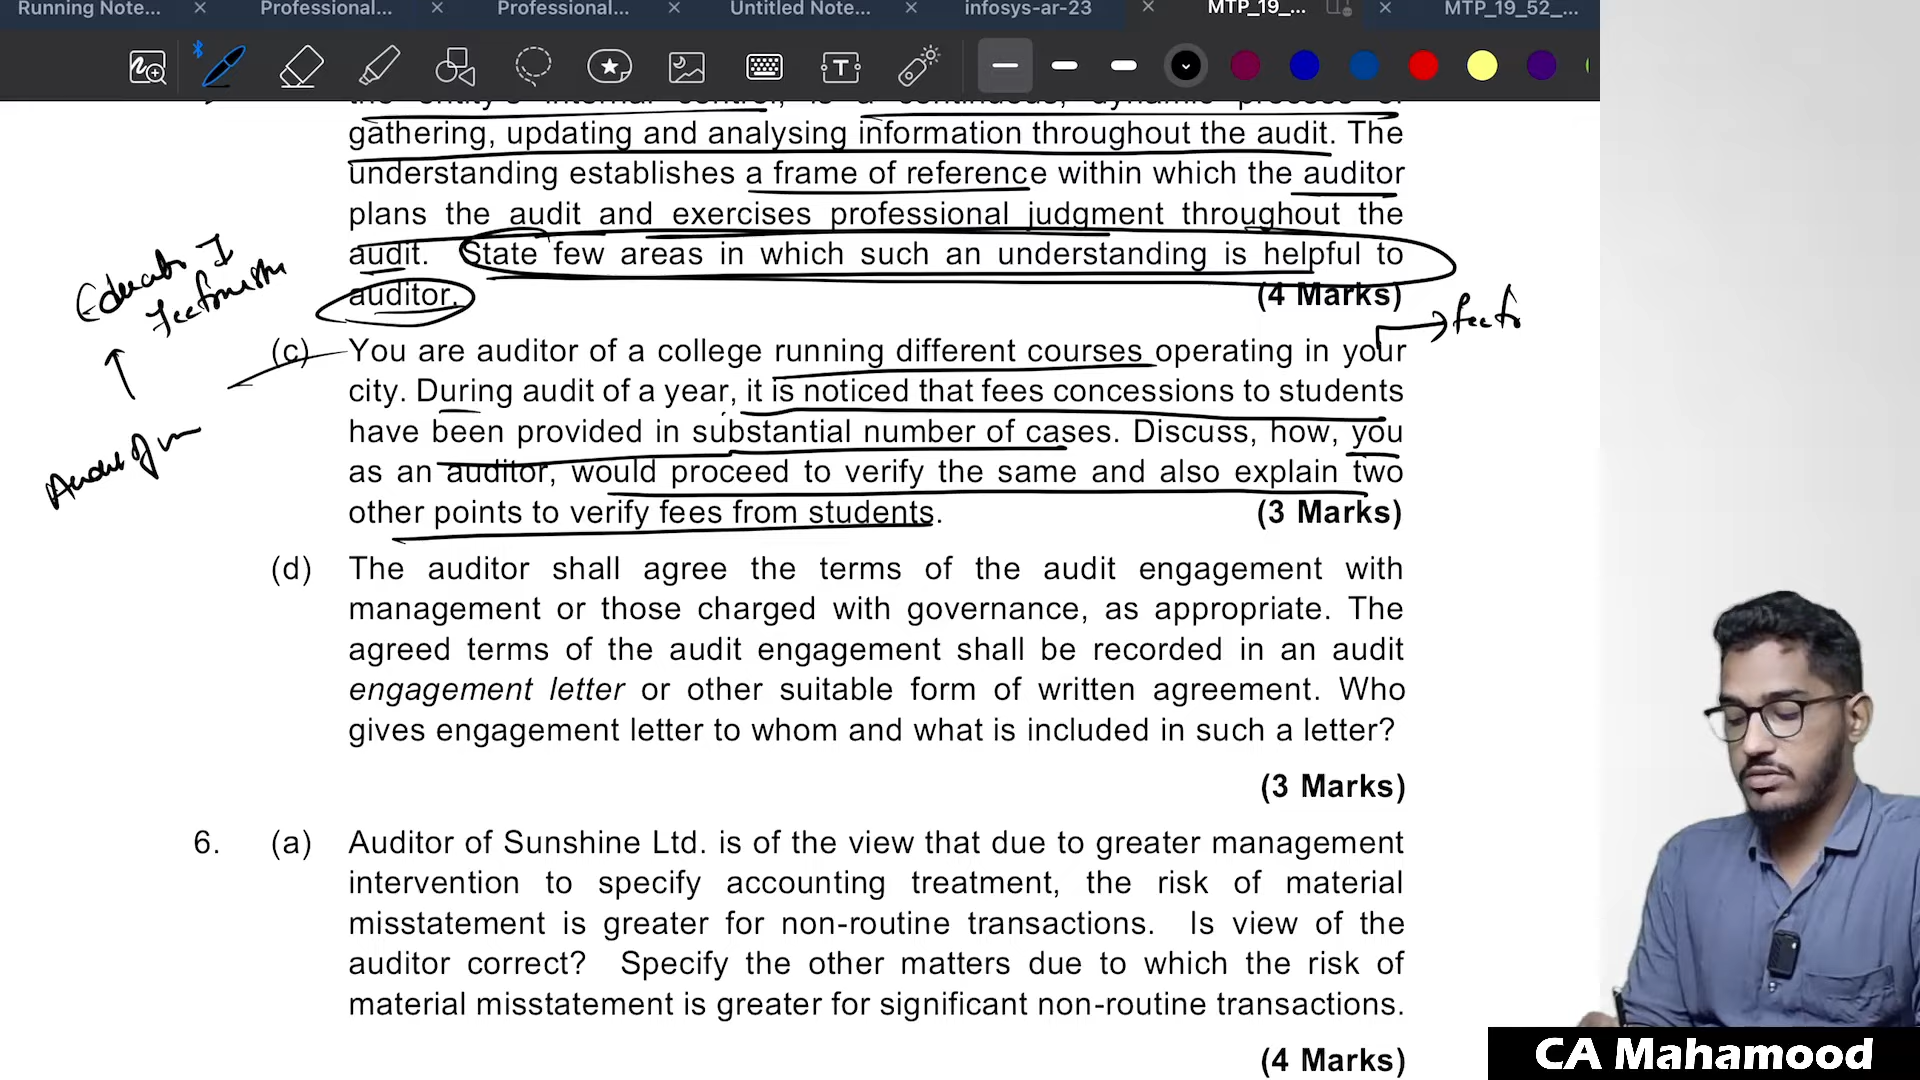 Running Note...
Professional...
Professional...
Untitled Note...
infosys-ar-23
MTP_19_...
MTP_19_52_...
the entity's internal control, is a continuous, dynamic process of
gathering, updating and analysing information throughout the audit. The
understanding establishes a frame of reference within which the auditor
plans the audit and exercises professional judgment throughout the
audit. State few areas in which such an understanding is helpful to
auditor.
(4 Marks)
(c) You are auditor of a college running different courses operating in your
city. During audit of a year, it is noticed that fees concessions to students
have been provided in substantial number of cases. Discuss, how, you
as an auditor, would proceed to verify the same and also explain two
other points to verify fees from students.
(3 Marks)
(d) The auditor shall agree the terms of the audit engagement with
management or those charged with governance, as appropriate. The
agreed terms of the audit engagement shall be recorded in an audit
engagement letter or other suitable form of written agreement. Who
gives engagement letter to whom and what is included in such a letter?
(3 Marks)
6. (a) Auditor of Sunshine Ltd. is of the view that due to greater management
intervention to specify accounting treatment, the risk of material
misstatement is greater for non-routine transactions. Is view of the
auditor correct? Specify the other matters due to which the risk of
material misstatement is greater for significant non-routine transactions.
(4 Marks)
CA Mahamood